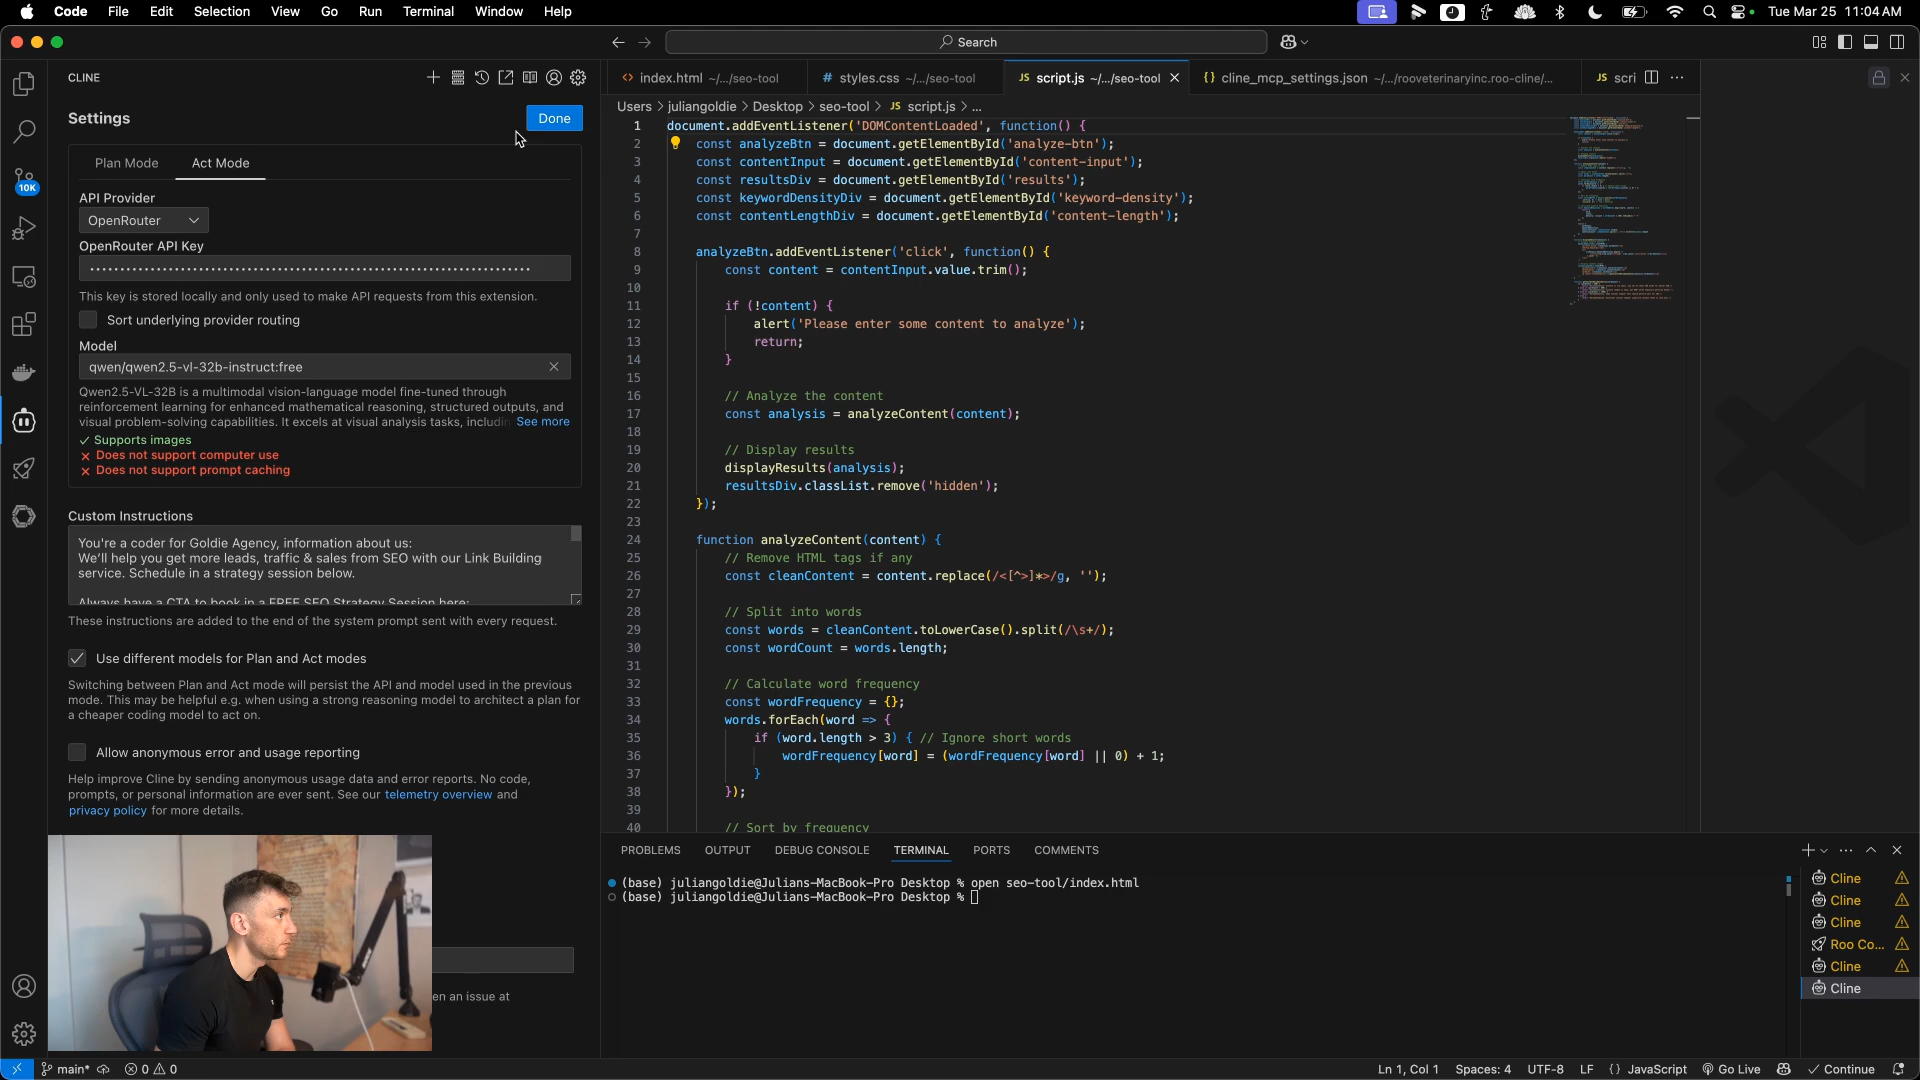 Code File Edit Selection View Go Run Terminal Window Help
Tue Mar 25 11:04 AM
Search
CLINE
index.html ~/.../seo-tool
# styles.css ~/.../seo-tool
JS script.js ~/.../seo-tool
{} cline_mcp_settings.json ~/.../rooveterinaryinc.roo-cline/...
JS scri
Users > juliangoldie > Desktop > seo-tool > JS script.js > ...
Settings
Done
Plan Mode
Act Mode
API Provider
OpenRouter
OpenRouter API Key
This key is stored locally and only used to make API requests from this extension.
Sort underlying provider routing
Model
qwen/qwen2.5-vl-32b-instruct:free
Qwen2.5-VL-32B is a multimodal vision-language model fine-tuned through
reinforcement learning for enhanced mathematical reasoning, structured outputs, and
visual problem-solving capabilities. It excels at visual analysis tasks, includin See more
Supports images
Does not support computer use
Does not support prompt caching
Custom Instructions
You're a coder for Goldie Agency, information about us:
We'll help you get more leads, traffic & sales from SEO with our Link Building
service. Schedule in a strategy session below.
Always have a CTA to book in a FREE SEO Strategy Session here:
These instructions are added to the end of the system prompt sent with every request.
Use different models for Plan and Act modes
Switching between Plan and Act mode will persist the API and model used in the previous
mode. This may be helpful e.g. when using a strong reasoning model to architect a plan for
a cheaper coding model to act on.
Allow anonymous error and usage reporting
Help improve Cline by sending anonymous usage data and error reports. No code,
prompts, or personal information are ever sent. See our telemetry overview and
privacy policy for more details.
en an issue at
10K
1 document.addEventListener('DOMContentLoaded', function() {
2 const analyzeBtn = document.getElementById('analyze-btn');
3 const contentInput = document.getElementById('content-input');
4 const resultsDiv = document.getElementById('results');
5 const keywordDensityDiv = document.getElementById('keyword-density');
6 const contentLengthDiv = document.getElementById('content-length');
7
8 analyzeBtn.addEventListener('click', function() {
9 const content = contentInput.value.trim();
10
11 if (!content) {
12 alert('Please enter some content to analyze');
13 return;
14 }
15
16 // Analyze the content
17 const analysis = analyzeContent(content);
18
19 // Display results
20 displayResults(analysis);
21 resultsDiv.classList.remove('hidden');
22 });
23
24 function analyzeContent(content) {
25 // Remove HTML tags if any
26 const cleanContent = content.replace(/<[^>]*>/g, '');
27
28 // Split into words
29 const words = cleanContent.toLowerCase().split(/\s+/);
30 const wordCount = words.length;
31
32 // Calculate word frequency
33 const wordFrequency = {};
34 words.forEach(word => {
35 if (word.length > 3) { // Ignore short words
36 wordFrequency[word] = (wordFrequency[word] || 0) + 1;
37 }
38 });
39
40 // Sort by frequency
PROBLEMS OUTPUT DEBUG CONSOLE TERMINAL PORTS COMMENTS
(base) juliangoldie@Julians-MacBook-Pro Desktop % open seo-tool/index.html
(base) juliangoldie@Julians-MacBook-Pro Desktop %
Cline
Cline
Cline
Roo Co...
Cline
Cline
main* 0 0
Ln 1, Col 1 Spaces: 4 UTF-8 LF {} JavaScript Go Live Continue